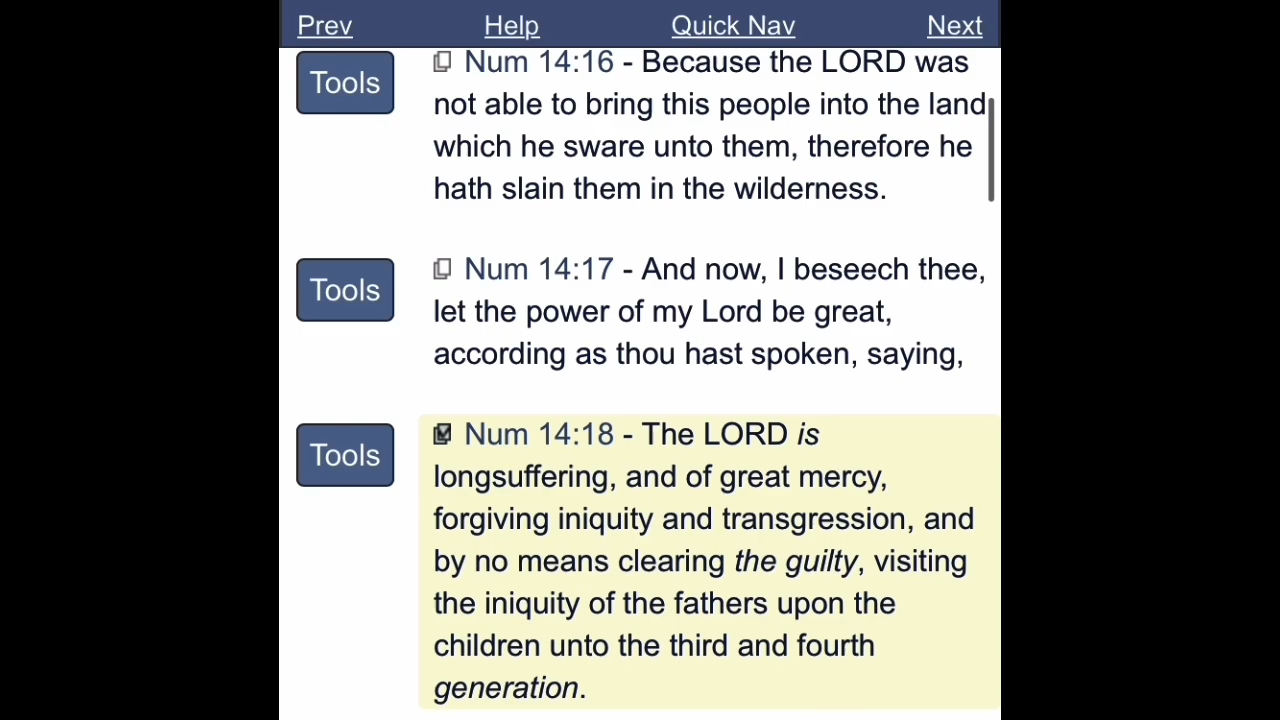 Prev Help Quick Nav Next
Tools
Num 14:16 - Because the LORD was
not able to bring this people into the land
which he sware unto them, therefore he
hath slain them in the wilderness.
Tools
Num 14:17 - And now, I beseech thee,
let the power of my Lord be great,
according as thou hast spoken, saying,
Tools
Num 14:18 - The LORD is
longsuffering, and of great mercy,
forgiving iniquity and transgression, and
by no means clearing the guilty, visiting
the iniquity of the fathers upon the
children unto the third and fourth
generation.